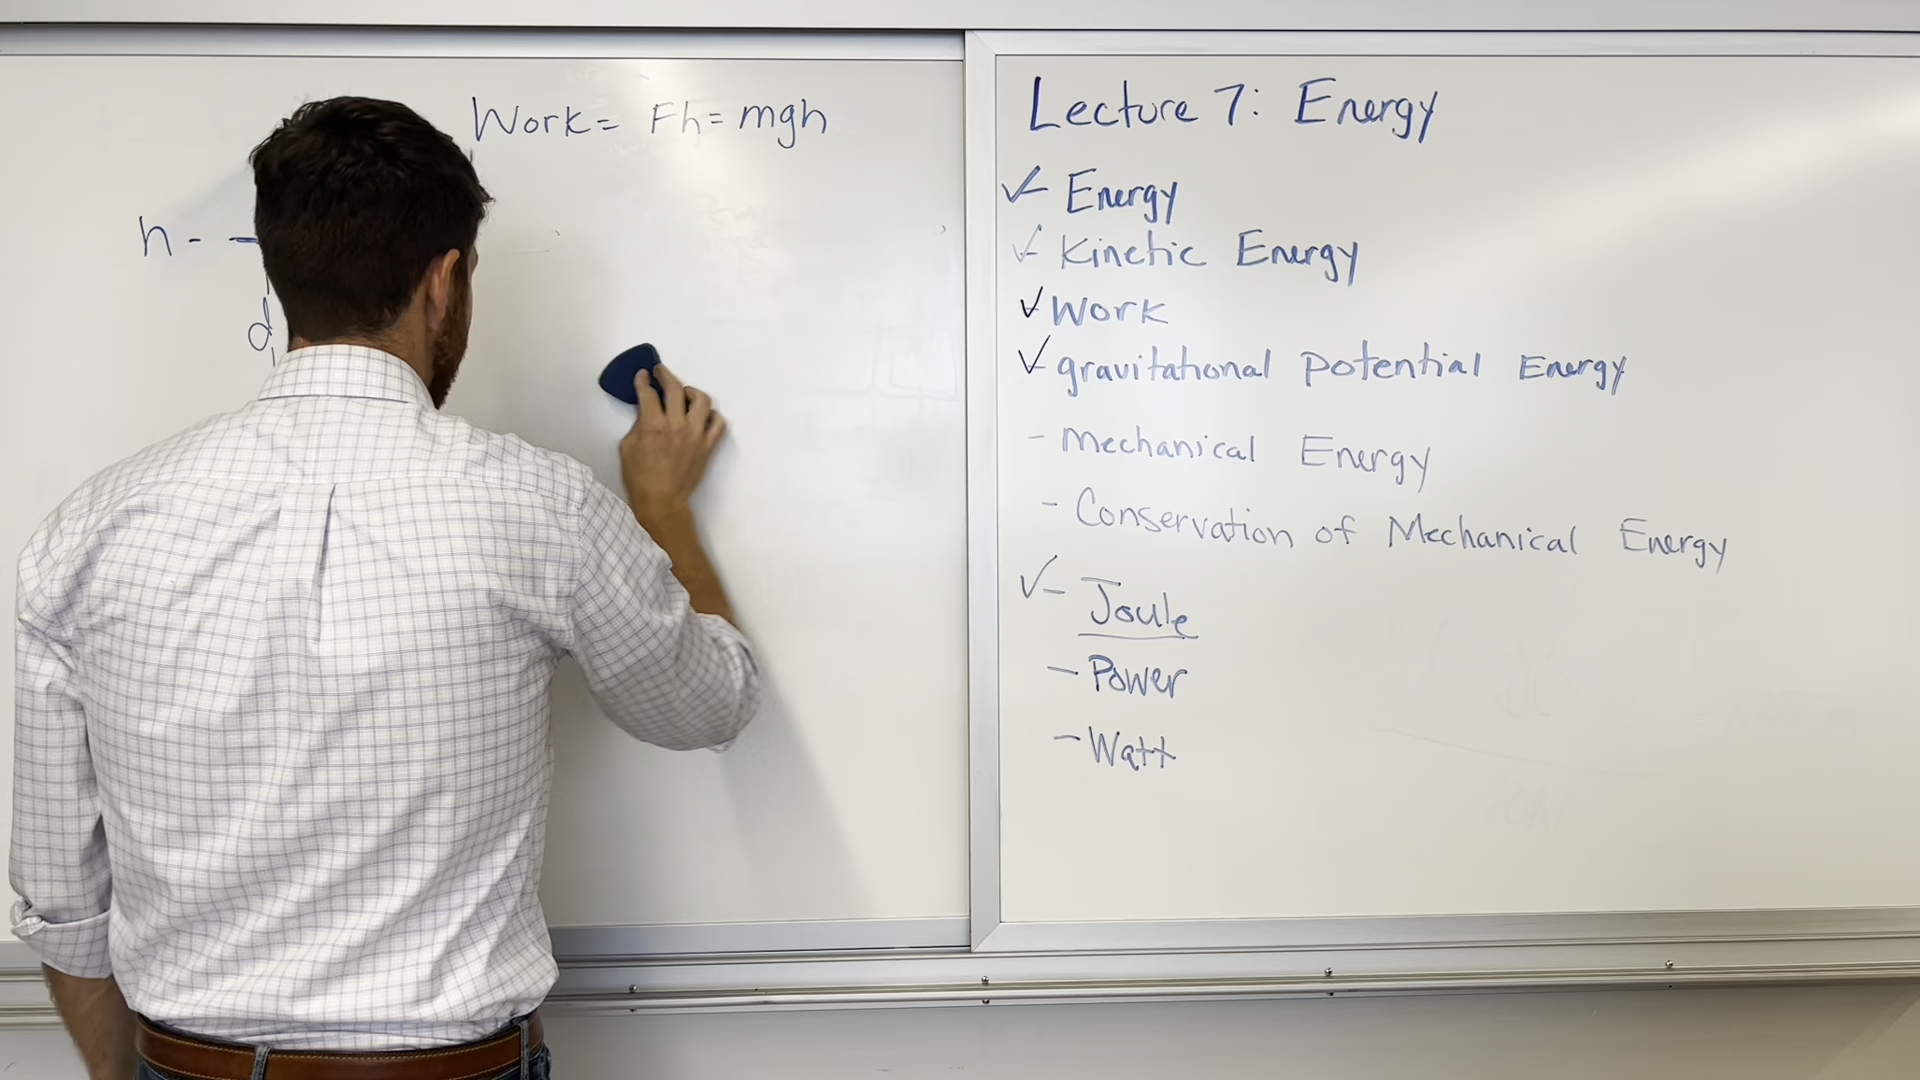 Work = Fh = mgh
h - -
d
Lecture 7: Energy
✓ Energy
✓ Kinetic Energy
✓ Work
✓ gravitational Potential Energy
- Mechanical Energy
- Conservation of Mechanical Energy
✓ - Joule
- Power
- Watt